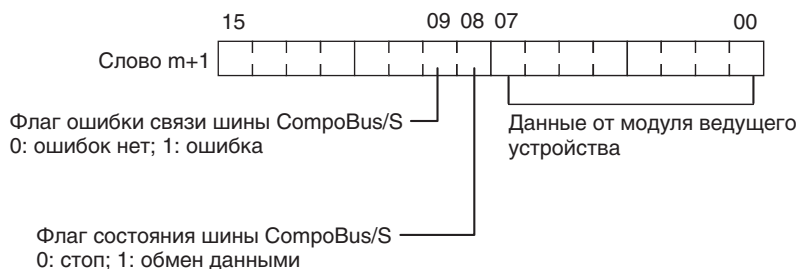 15 09 08 07 00
Слово m+1
Флаг ошибки связи шины CompoBus/S
0: ошибок нет; 1: ошибка
Данные от модуля ведущего
устройства
Флаг состояния шины CompoBus/S
0: стоп; 1: обмен данными